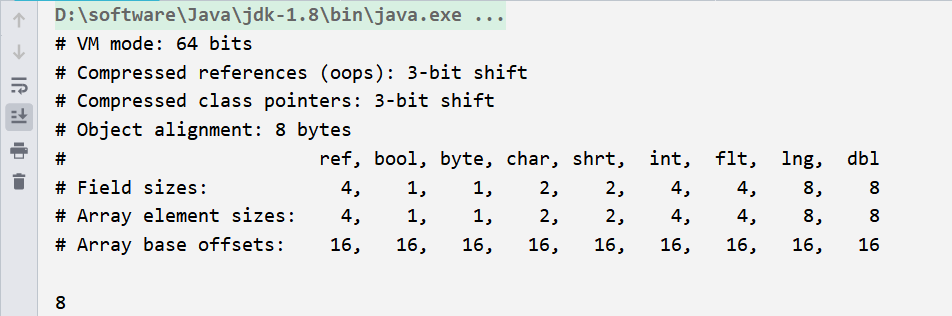 D:\software\Java\jdk-1.8\bin\java.exe ...
# VM mode: 64 bits
# Compressed references (oops): 3-bit shift
# Compressed class pointers: 3-bit shift
# Object alignment: 8 bytes
#                       ref, bool, byte, char, shrt,  int,  flt,  lng,  dbl
# Field sizes:            4,    1,    1,    2,    2,    4,    4,    8,    8
# Array element sizes:    4,    1,    1,    2,    2,    4,    4,    8,    8
# Array base offsets:    16,   16,   16,   16,   16,   16,   16,   16,   16
8